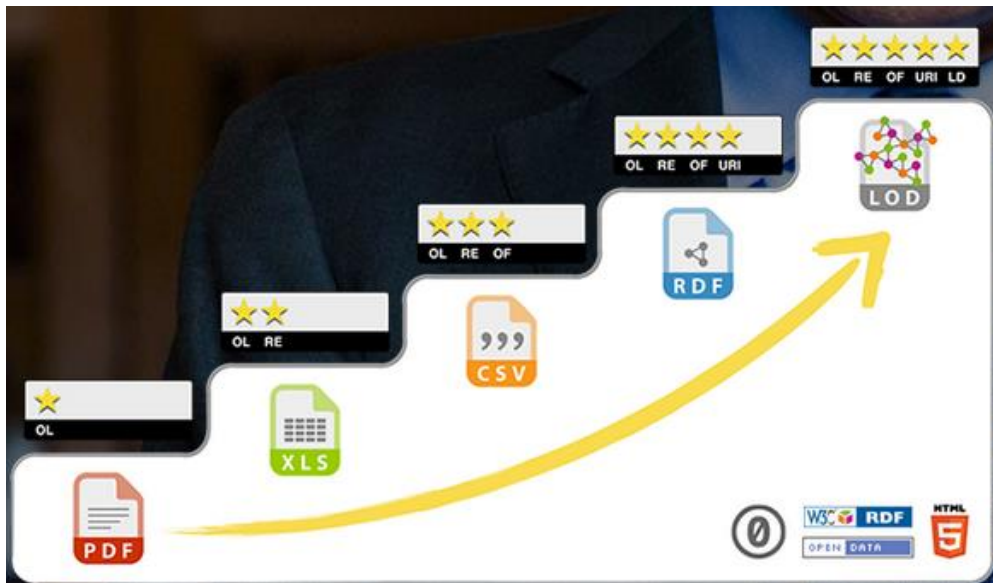 OL RE OF URI LD
OL RE OF URI
LOD
OL RE OF
RDF
OL RE
CSV
OL
XLS
PDF
0
W3C RDF
OPEN DATA
HTML
5